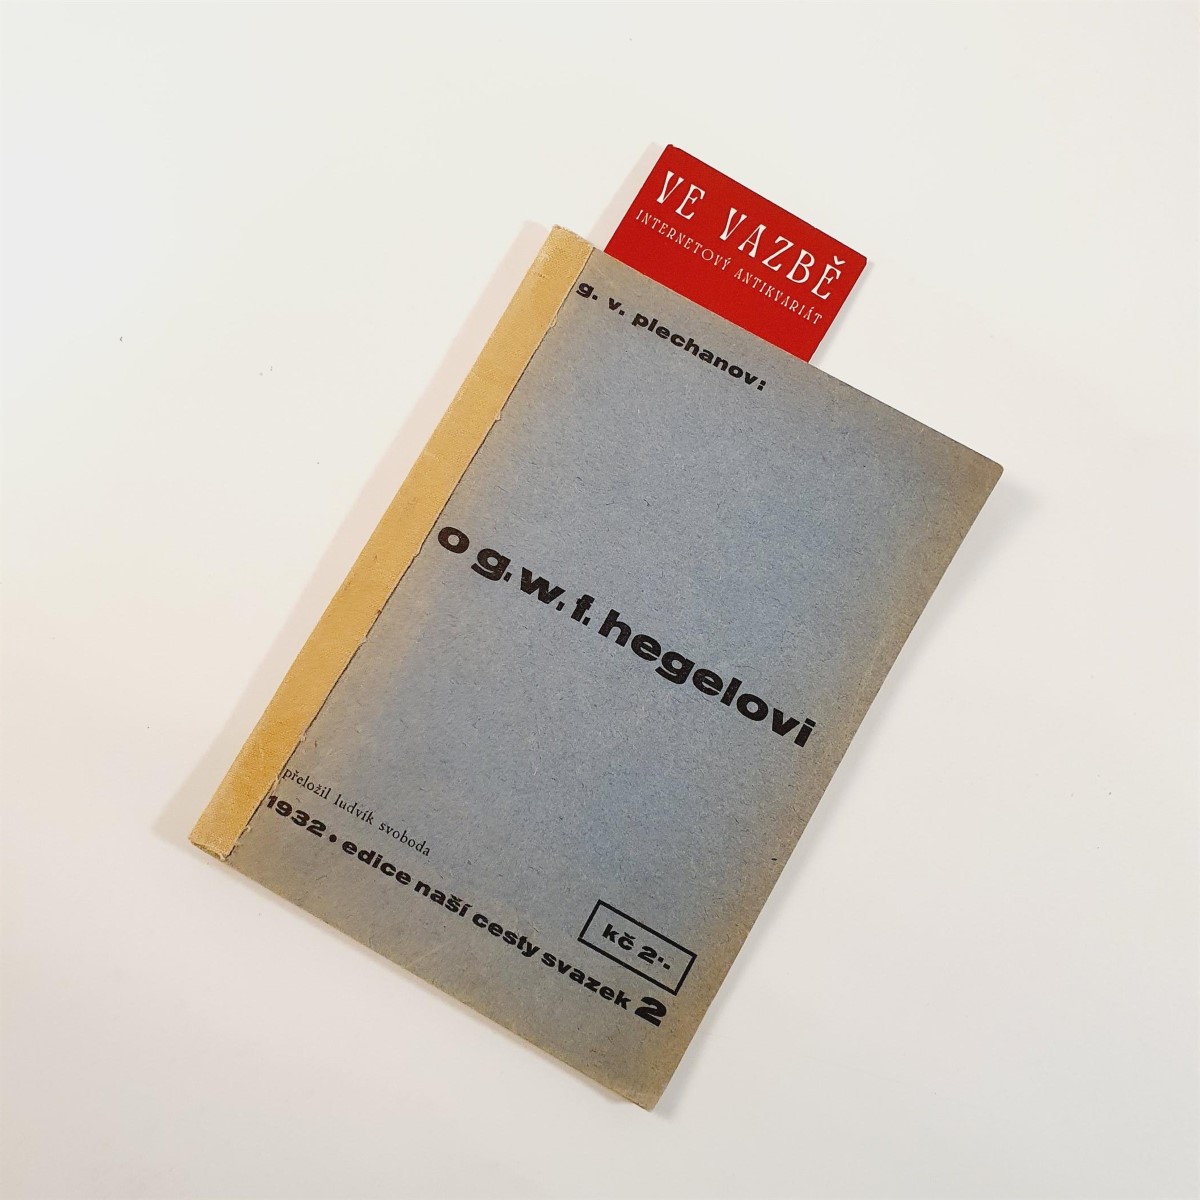 VE VAZBĚ
INTERNETOVÝ ANTIKVARIÁT
g. v. plechanov:
o g. w. f. hegelovi
přeložil ludvík svoboda
1932 • edice naší cesty svazek 2
kč 2·-